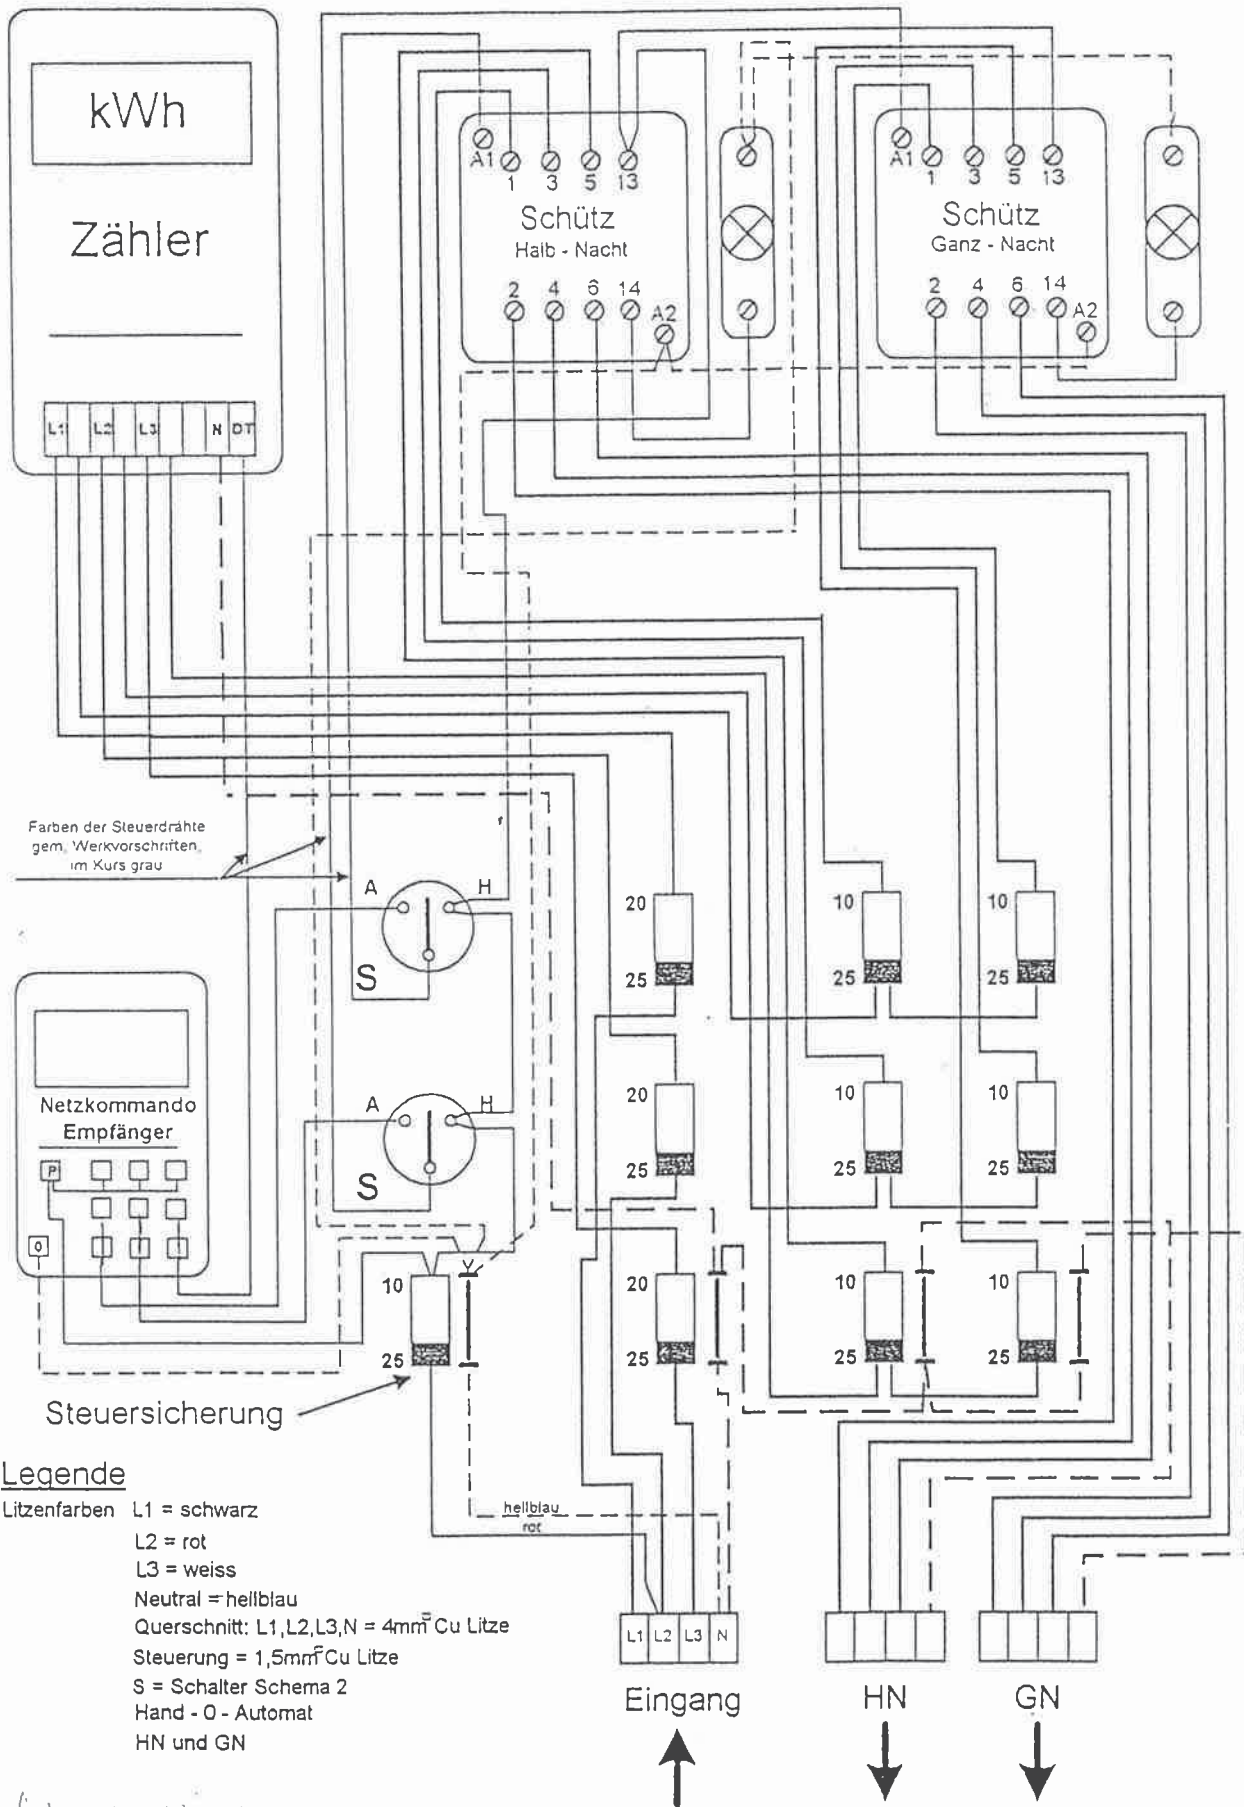 kWh
Zähler
L1 L2 L3 N DT
A1 1 3 5 13
Schütz
Halb - Nacht
2 4 6 14 A2
A1 1 3 5 13
Schütz
Ganz - Nacht
2 4 6 14 A2
Farben der Steuerdrähte
gem. Werkvorschriften,
im Kurs grau
A H
S
A H
S
Netzkommando
Empfänger
P
0
20
25
10
25
10
25
20
25
10
25
10
25
10
25
20
25
10
25
10
25
Steuersicherung
Legende
Litzenfarben L1 = schwarz
L2 = rot
L3 = weiss
Neutral = hellblau
Querschnitt: L1,L2,L3,N = 4mm² Cu Litze
Steuerung = 1,5mm² Cu Litze
S = Schalter Schema 2
Hand - 0 - Automat
HN und GN
hellblau
rot
L1 L2 L3 N
Eingang
HN
GN